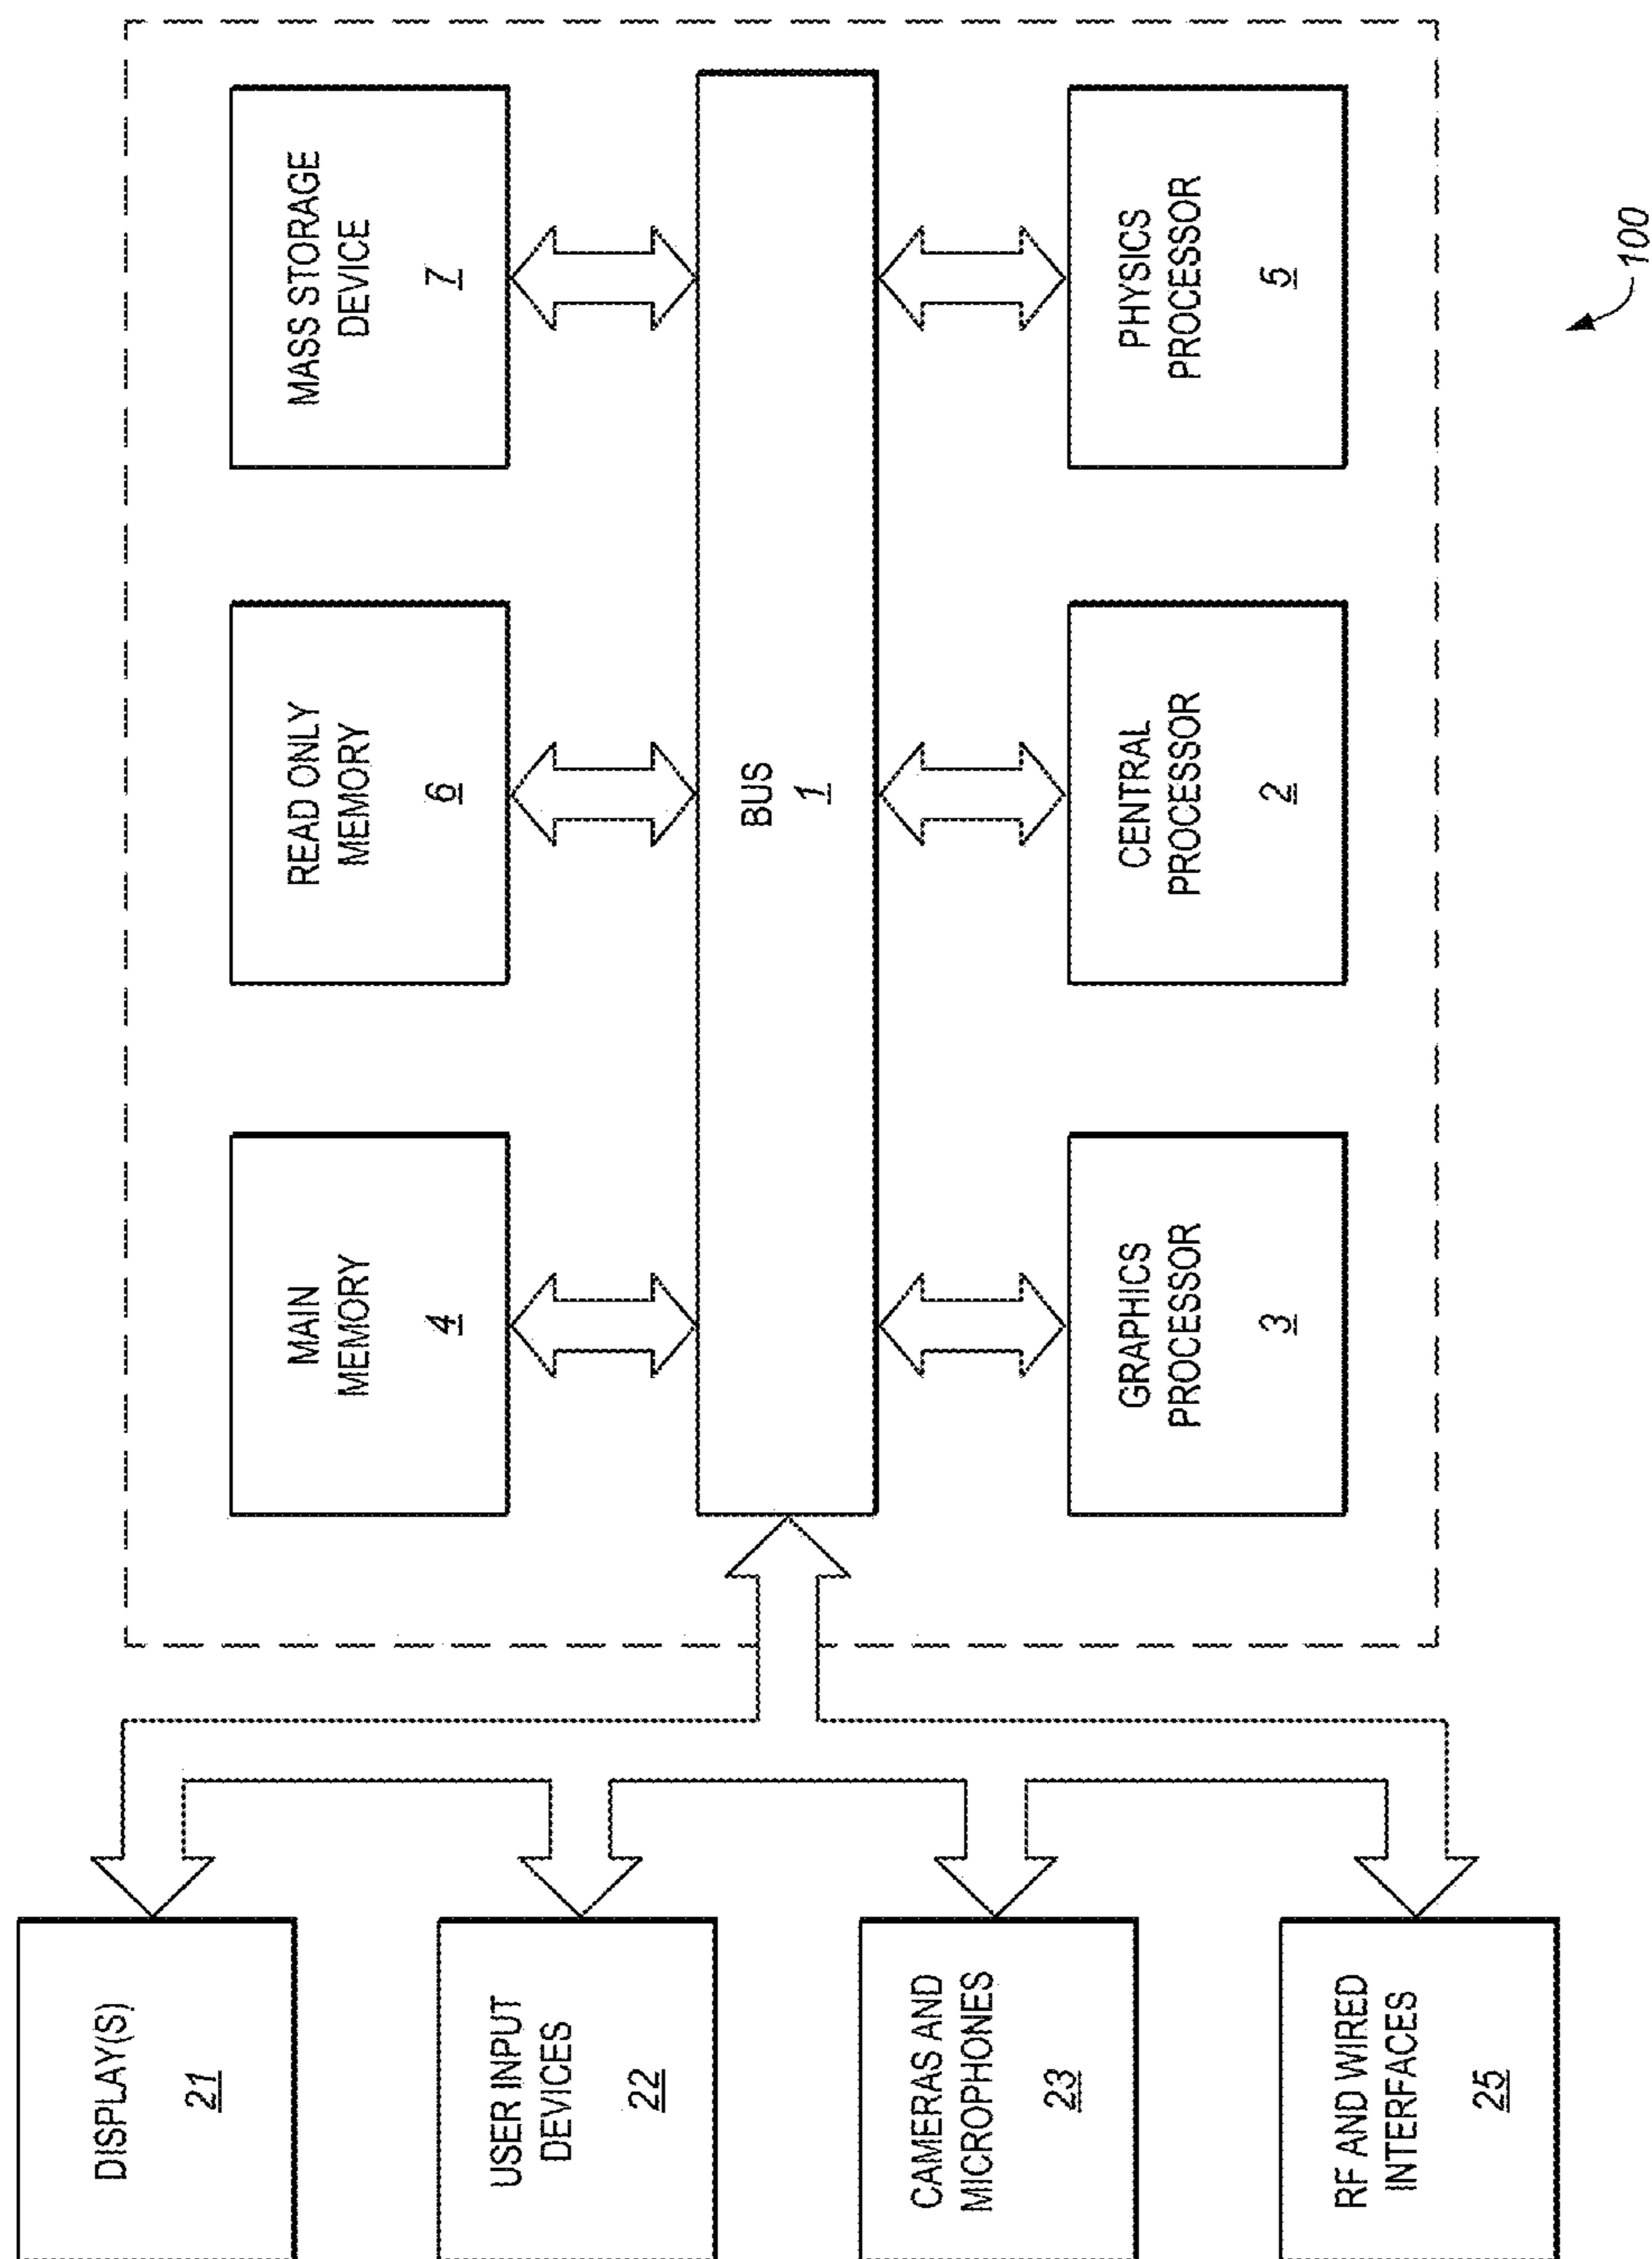 DISPLAY(S)
21
USER INPUT
DEVICES
22
CAMERAS AND
MICROPHONES
23
RF AND WIRED
INTERFACES
25
MAIN
MEMORY
4
READ ONLY
MEMORY
6
MASS STORAGE
DEVICE
7
BUS
1
GRAPHICS
PROCESSOR
3
CENTRAL
PROCESSOR
2
PHYSICS
PROCESSOR
5
100